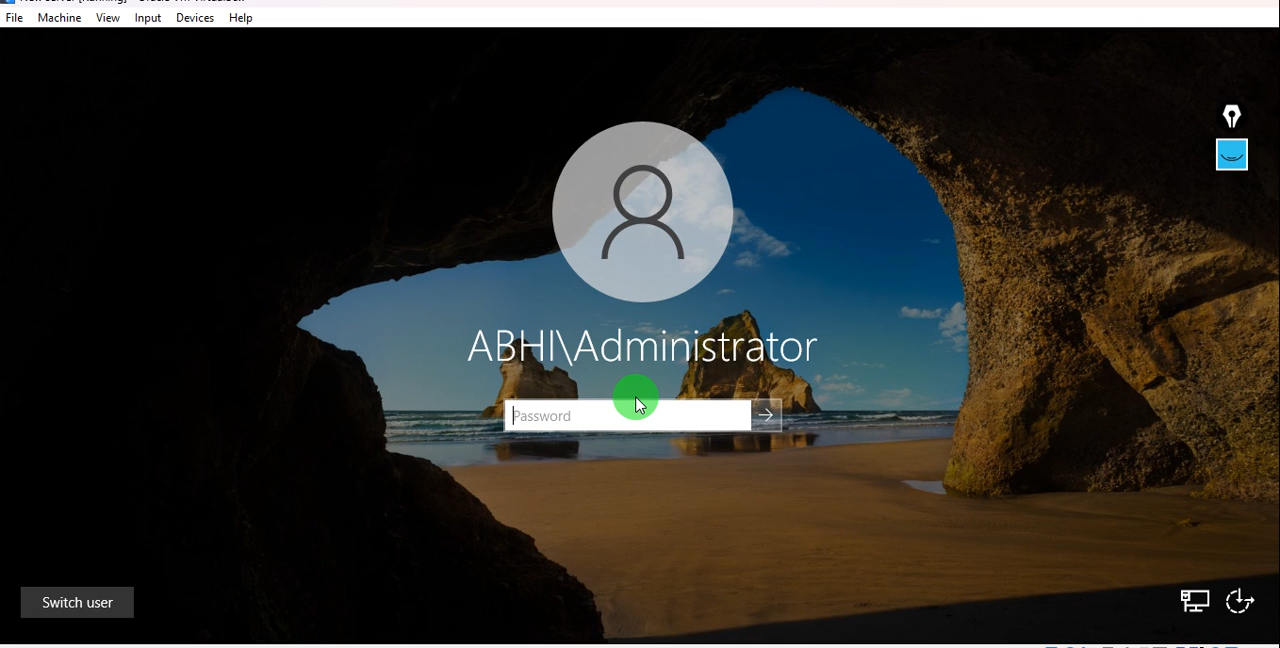 File Machine View Input Devices Help
ABHI\Administrator
Password
Switch user